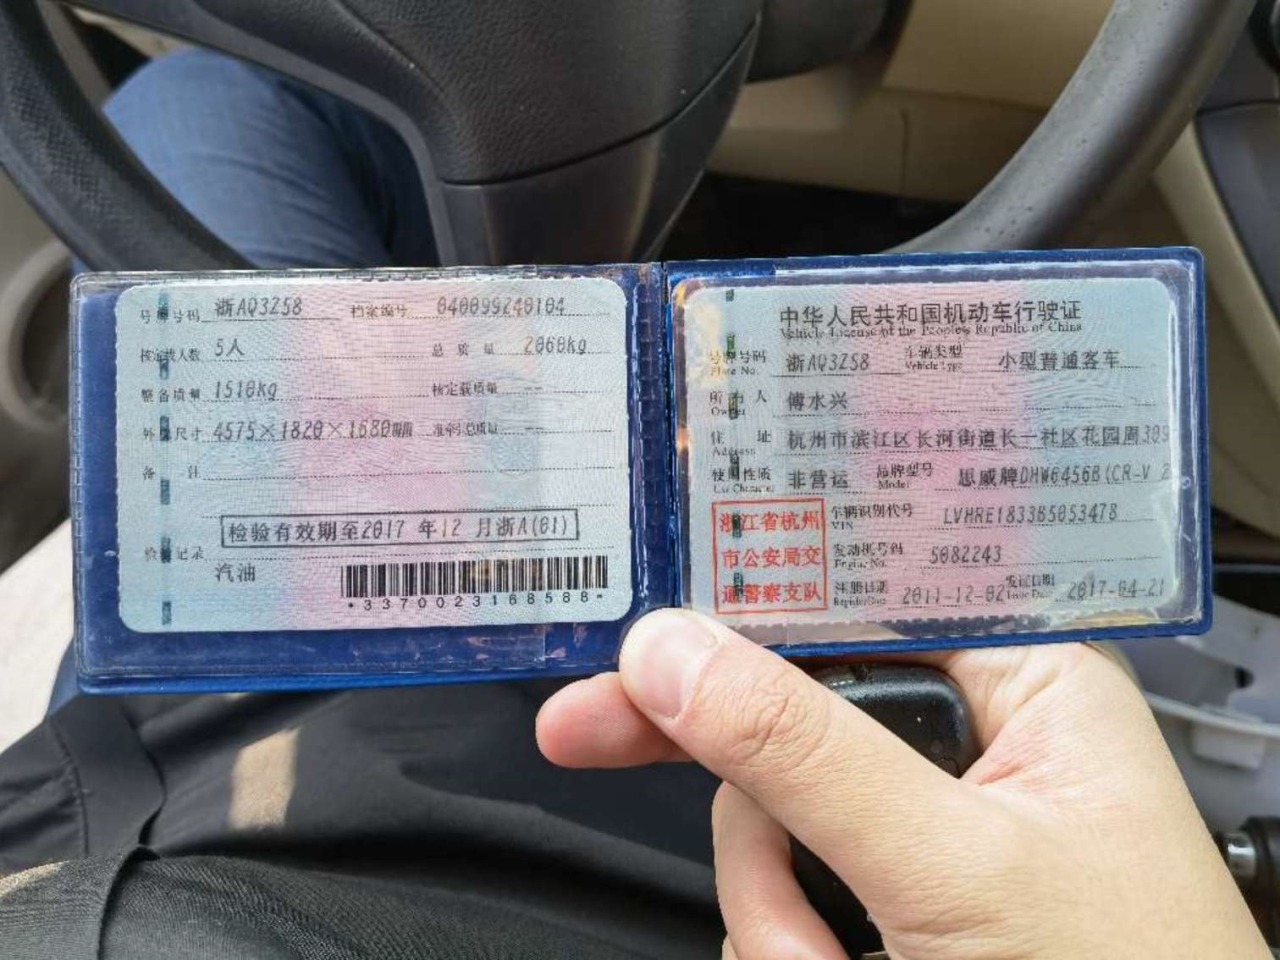 号牌号码 浙AQ3Z58 档案编号 040099240104
核定载人数 5人 总质量 2060kg
整备质量 1510kg 核定载质量 --
外廓尺寸 4575×1820×1680mm 准牵引总质量 --
备注
检验有效期至2017年12月浙A(01)
检验记录
汽油
*3370023168588*
中华人民共和国机动车行驶证
Vehicle License of the People's Republic of China
号牌号码 浙AQ3Z58 车辆类型 小型普通客车
Plate No. Vehicle Type
所有人 傅水兴
Owner
住址 杭州市滨江区长河街道长一社区花园周309
Address
使用性质 非营运 品牌型号 思威牌DHW6456B(CR-V 2
Use Character Model
浙江省杭州
市公安局交
通警察支队
车辆识别代号 LVHRE1833B5053478
VIN
发动机号码 5082243
Engine No.
注册日期 2011-12-02 发证日期 2017-04-21
Register Date Issue Date